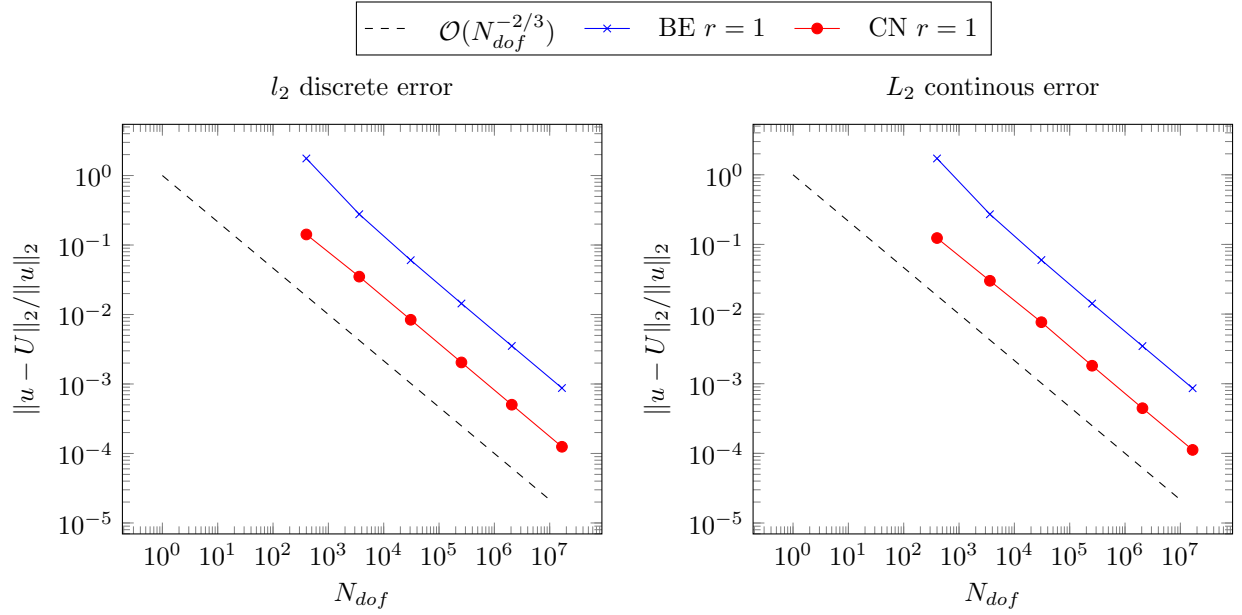 $\mathcal{O}(N_{dof}^{-2/3})$ BE $r = 1$ CN $r = 1$
$l_2$ discrete error
$10^0$
$10^{-1}$
$10^{-2}$
$10^{-3}$
$10^{-4}$
$10^{-5}$
$\|u - U\|_2/\|u\|_2$
$10^0$ $10^1$ $10^2$ $10^3$ $10^4$ $10^5$ $10^6$ $10^7$
$N_{dof}$
$L_2$ continous error
$10^0$
$10^{-1}$
$10^{-2}$
$10^{-3}$
$10^{-4}$
$10^{-5}$
$\|u - U\|_2/\|u\|_2$
$10^0$ $10^1$ $10^2$ $10^3$ $10^4$ $10^5$ $10^6$ $10^7$
$N_{dof}$